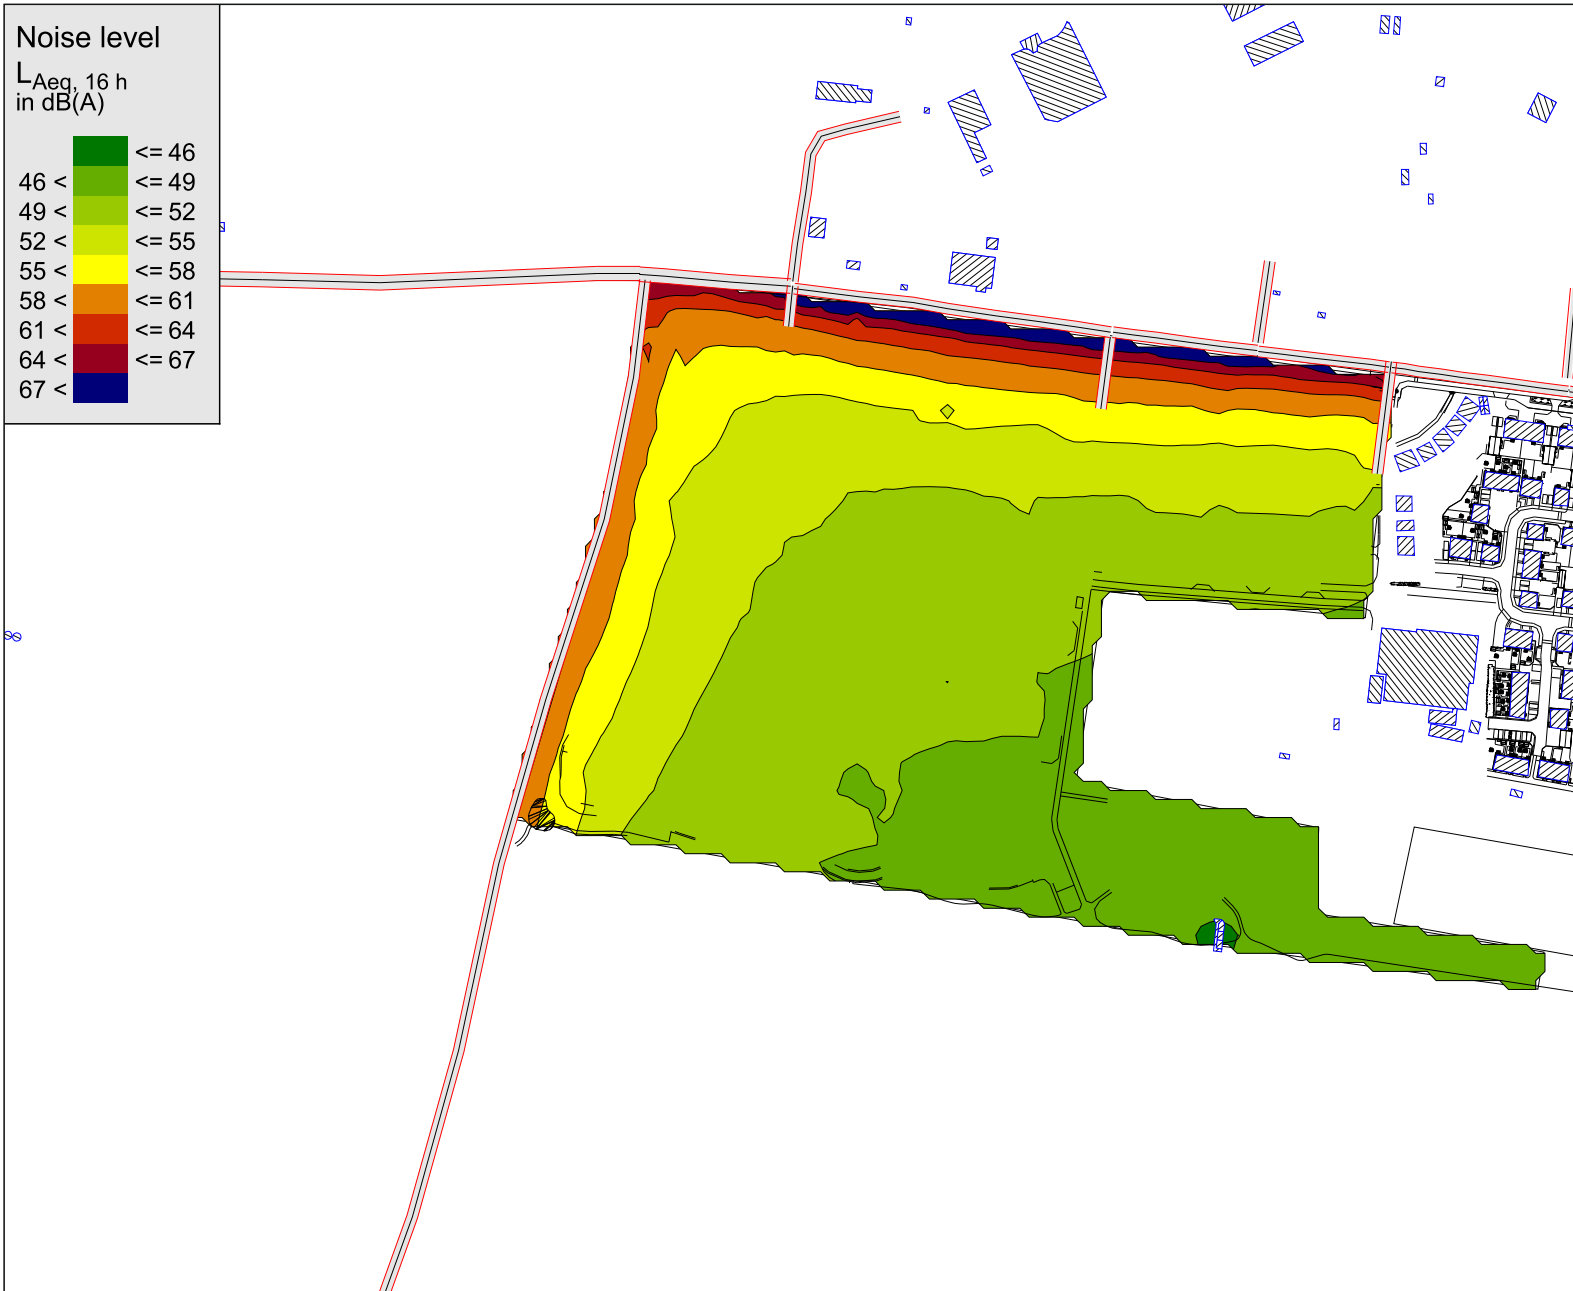 Noise level
LAeq, 16 h
in dB(A)
<= 46
46 < <= 49
49 < <= 52
52 < <= 55
55 < <= 58
58 < <= 61
61 < <= 64
64 < <= 67
67 <